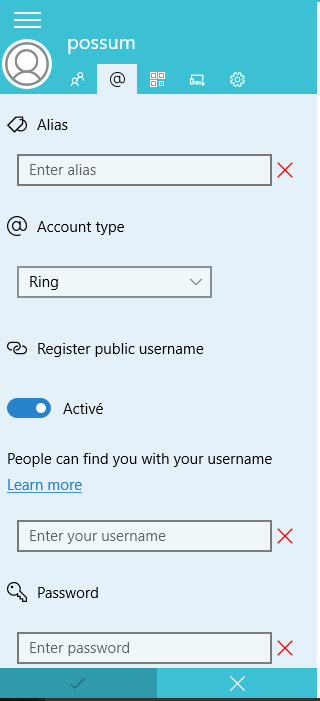 possum
Alias
Enter alias
Account type
Ring
Register public username
Activé
People can find you with your username
Learn more
Enter your username
Password
Enter password